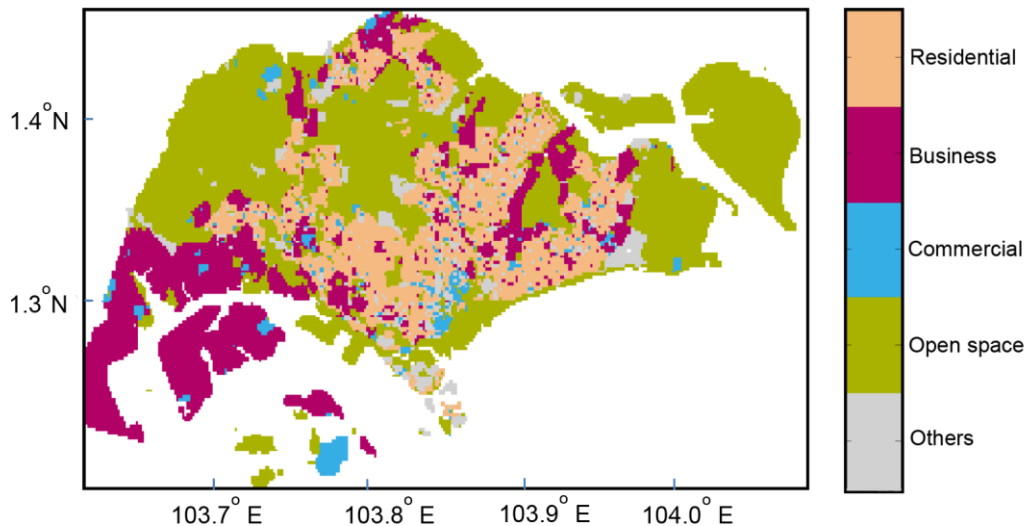 1.4° N
1.3° N
103.7° E
103.8° E
103.9° E
104.0° E
Residential
Business
Commercial
Open space
Others